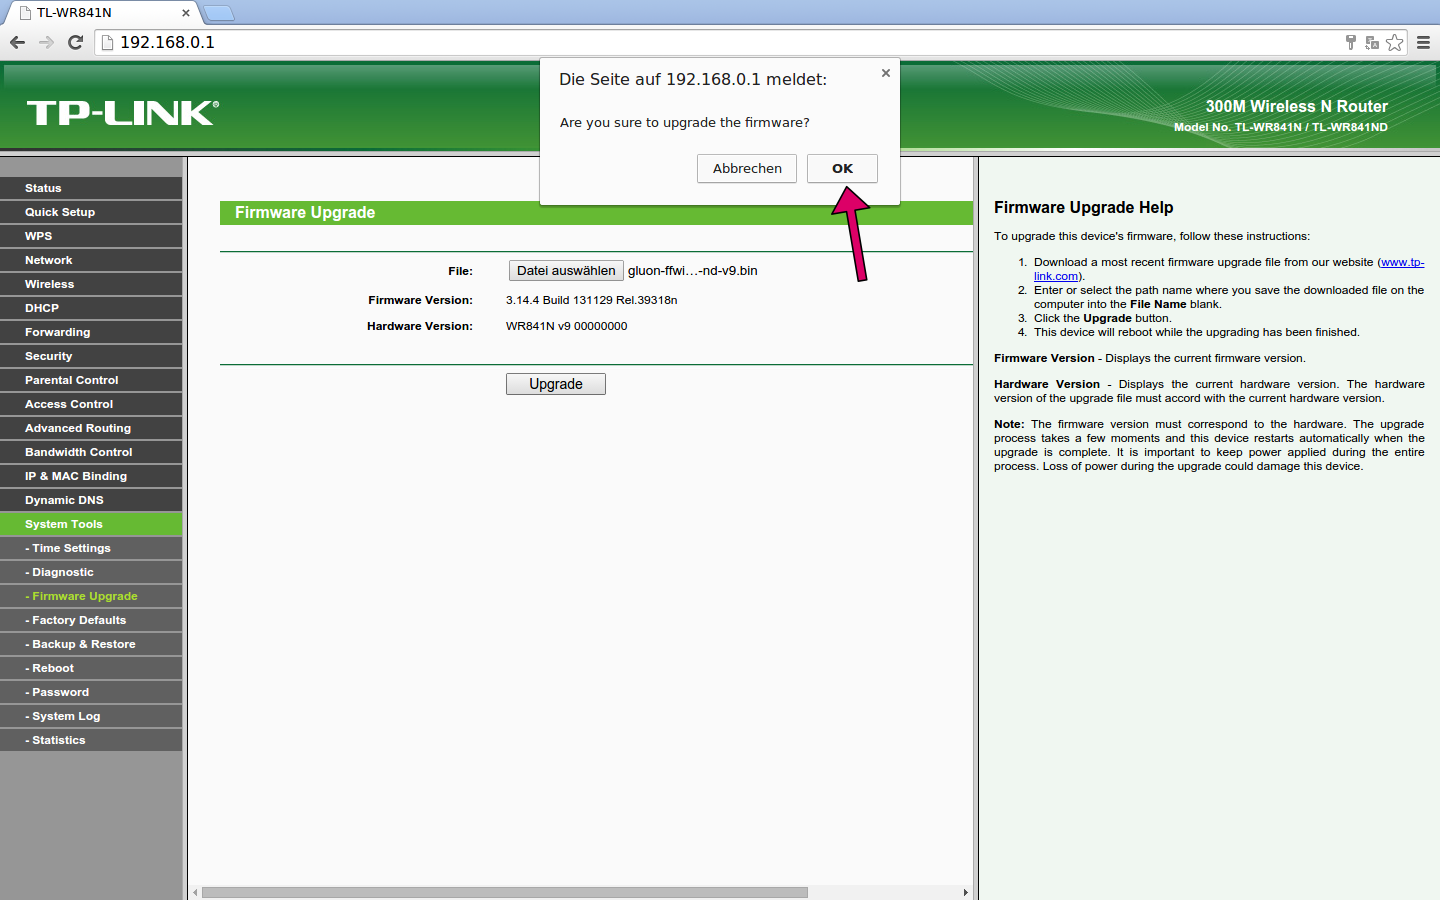 TL-WR841N
192.168.0.1
TP-LINK®
300M Wireless N Router
Model No. TL-WR841N / TL-WR841ND
Die Seite auf 192.168.0.1 meldet:
Are you sure to upgrade the firmware?
Abbrechen
OK
Status
Quick Setup
WPS
Network
Wireless
DHCP
Forwarding
Security
Parental Control
Access Control
Advanced Routing
Bandwidth Control
IP & MAC Binding
Dynamic DNS
System Tools
- Time Settings
- Diagnostic
- Firmware Upgrade
- Factory Defaults
- Backup & Restore
- Reboot
- Password
- System Log
- Statistics
Firmware Upgrade
File: Datei auswählen gluon-ffwi...-nd-v9.bin
Firmware Version: 3.14.4 Build 131129 Rel.39318n
Hardware Version: WR841N v9 00000000
Upgrade
Firmware Upgrade Help
To upgrade this device's firmware, follow these instructions:
1. Download a most recent firmware upgrade file from our website (www.tp-
link.com).
2. Enter or select the path name where you save the downloaded file on the
computer into the File Name blank.
3. Click the Upgrade button.
4. This device will reboot while the upgrading has been finished.
Firmware Version - Displays the current firmware version.
Hardware Version - Displays the current hardware version. The hardware
version of the upgrade file must accord with the current hardware version.
Note: The firmware version must correspond to the hardware. The upgrade
process takes a few moments and this device restarts automatically when the
upgrade is complete. It is important to keep power applied during the entire
process. Loss of power during the upgrade could damage this device.